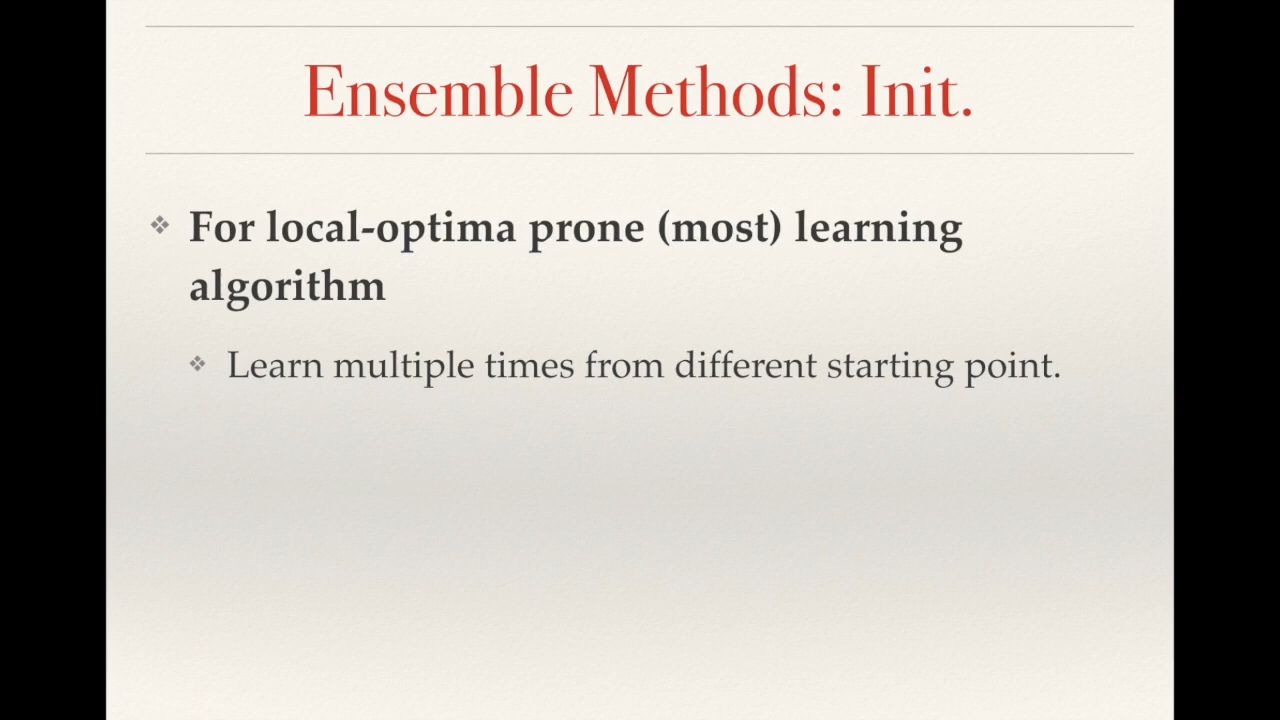 Ensemble Methods: Init.
❖ For local-optima prone (most) learning
algorithm
❖ Learn multiple times from different starting point.